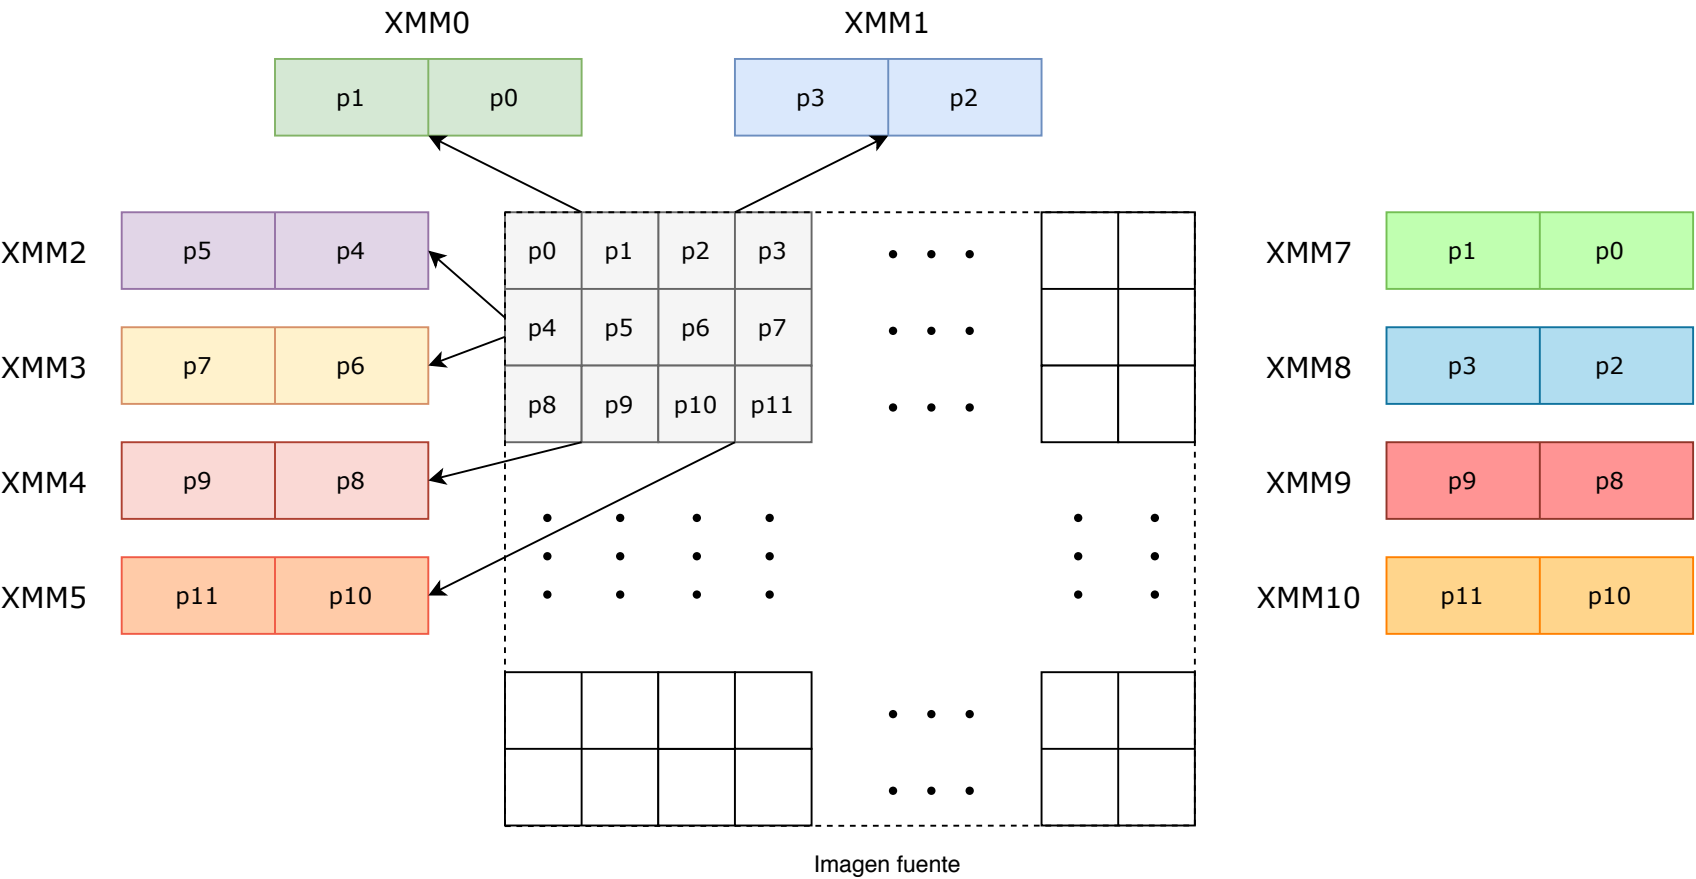 XMM0 XMM1
p1 p0 p3 p2
XMM2 p5 p4 p0 p1 p2 p3 XMM7 p1 p0
p4 p5 p6 p7
XMM3 p7 p6 XMM8 p3 p2
p8 p9 p10 p11
XMM4 p9 p8 XMM9 p9 p8
XMM5 p11 p10 XMM10 p11 p10
Imagen fuente